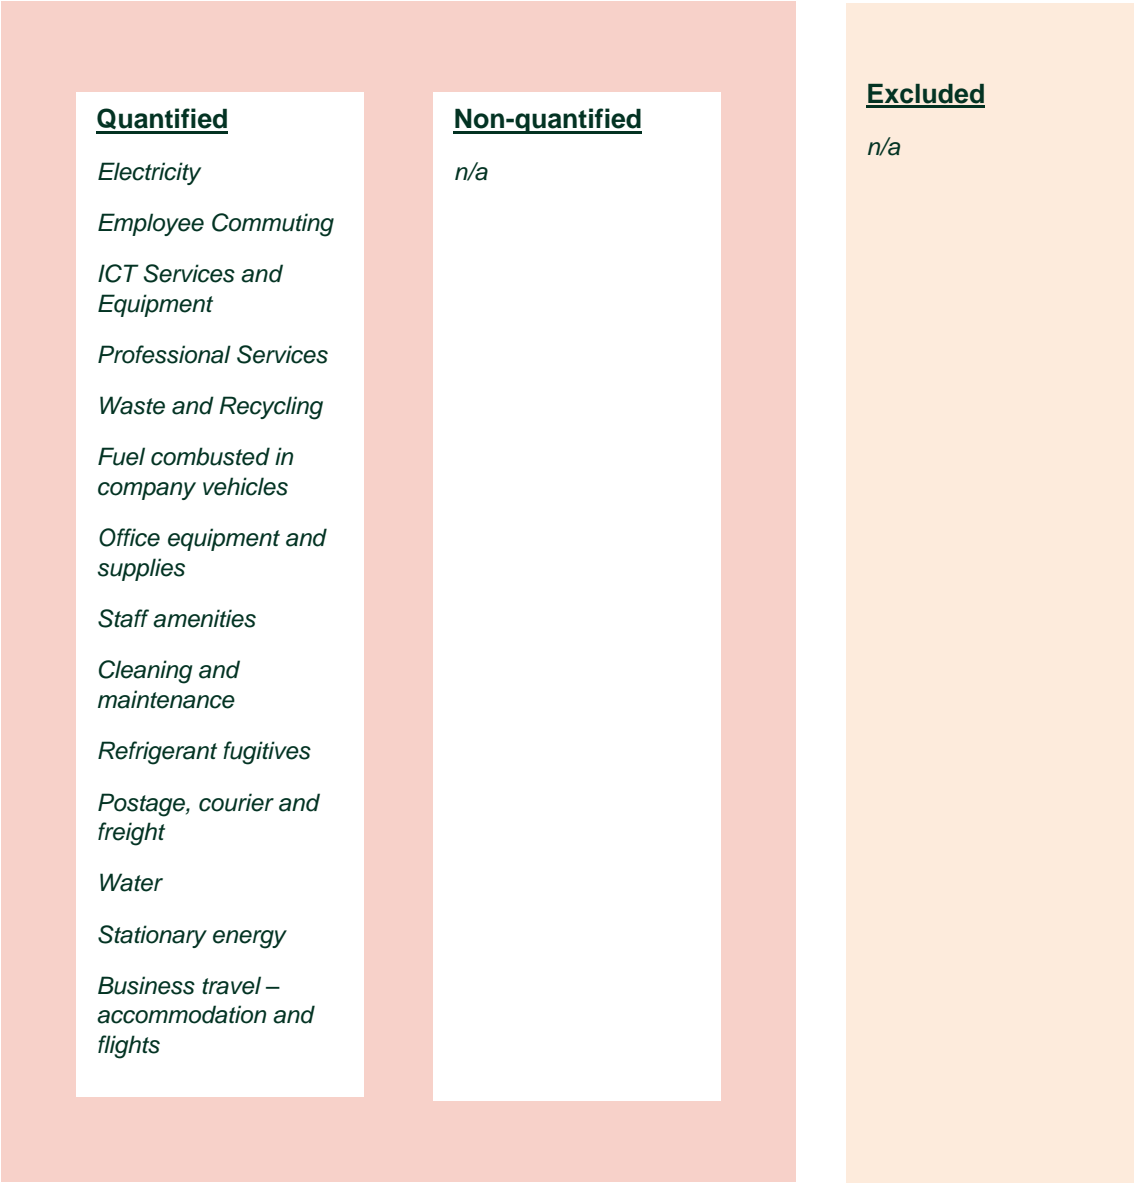 Quantified
Electricity
Employee Commuting
ICT Services and
Equipment
Professional Services
Waste and Recycling
Fuel combusted in
company vehicles
Office equipment and
supplies
Staff amenities
Cleaning and
maintenance
Refrigerant fugitives
Postage, courier and
freight
Water
Stationary energy
Business travel –
accommodation and
flights
Non-quantified
n/a
Excluded
n/a